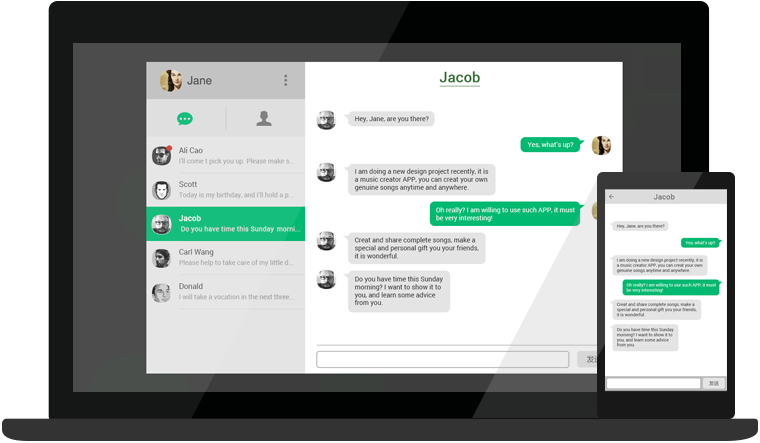 Jane
Ali Cao
I'll come t pick you up. Please make s...
Scott
Today is my birthday, and I'll hold a p...
Jacob
Do you have time this Sunday morni...
Carl Wang
Please help to take care of my little d...
Donald
I will take a vocation in the next three...
Jacob
Hey, Jane, are you there?
Yes, what's up?
I am doing a new design project recently, it is
a music creator APP, you can creat your own
genuine songs anytime and anywhere.
Oh really? I am willing to use such APP, it must
be very interesting!
Creat and share complete songs, make a
special and personal gift you your friends,
it is wonderful.
Do you have time this Sunday
morning? I want to show it to
you, and learn some advice
from you.
发送
Jacob
Hey, Jane, are you there?
Yes, what's up?
I am doing a new design project recently, it is
a music creator APP, you can creat your own
genuine songs anytime and anywhere.
Oh really? I am willing to use such APP, it must
be very interesting!
Creat and share complete songs, make a
special and personal gift you your friends,
it is wonderful.
Do you have time this Sunday
morning? I want to show it to
you, and learn some advice
from you.
发送